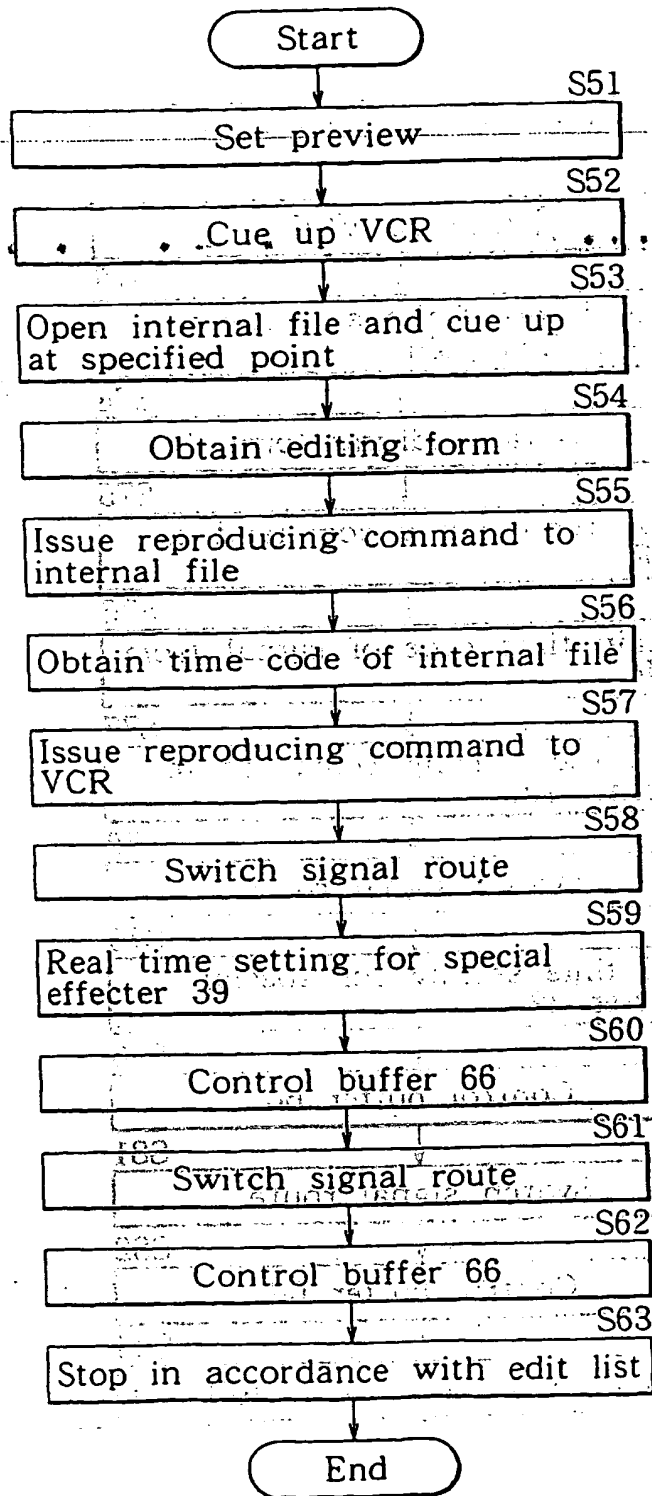 Start
S51
Set preview
S52
Cue up VCR
S53
Open internal file and cue up
at specified point
S54
Obtain editing form
S55
Issue reproducing command to
internal file
S56
Obtain time code of internal file
S57
Issue reproducing command to
VCR
S58
Switch signal route
S59
Real time setting for special
effecter 39
S60
Control buffer 66
S61
Switch signal route
S62
Control buffer 66
S63
Stop in accordance with edit list
End